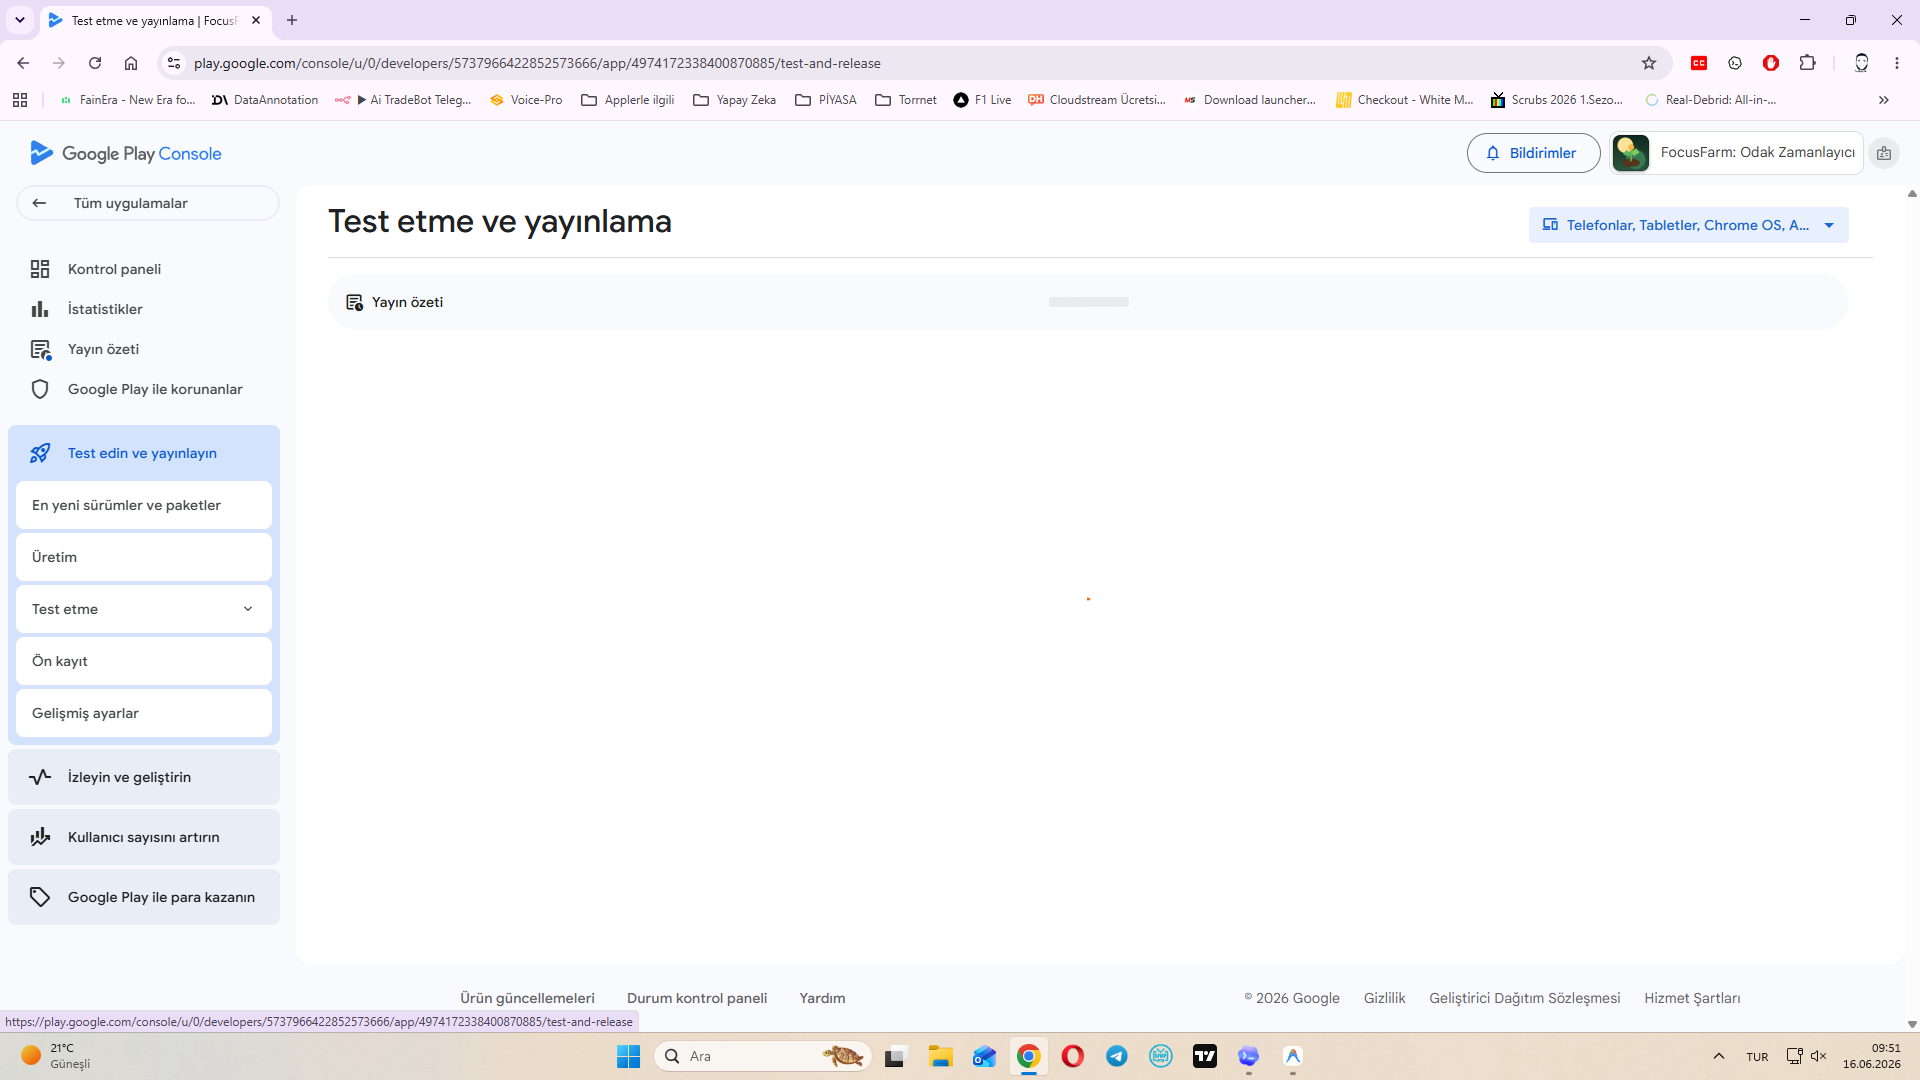 Test etme ve yayınlama | FocusF
play.google.com/console/u/0/developers/5737966422852573666/app/4974172338400870885/test-and-release
CC
FainEra - New Era fo...
DataAnnotation
Ai TradeBot Teleg...
Voice-Pro
Applerle ilgili
Yapay Zeka
PİYASA
Torrnet
F1 Live
DH
Cloudstream Ücretsi...
Download launcher...
Checkout - White M...
Scrubs 2026 1.Sezo...
Real-Debrid: All-in-...
Google Play Console
Bildirimler
FocusFarm: Odak Zamanlayıcı
Tüm uygulamalar
Test etme ve yayınlama
Telefonlar, Tabletler, Chrome OS, A...
Kontrol paneli
İstatistikler
Yayın özeti
Google Play ile korunanlar
Yayın özeti
Test edin ve yayınlayın
En yeni sürümler ve paketler
Üretim
Test etme
Ön kayıt
Gelişmiş ayarlar
İzleyin ve geliştirin
Kullanıcı sayısını artırın
Google Play ile para kazanın
Ürün güncellemeleri
Durum kontrol paneli
Yardım
© 2026 Google
Gizlilik
Geliştirici Dağıtım Sözleşmesi
Hizmet Şartları
https://play.google.com/console/u/0/developers/5737966422852573666/app/4974172338400870885/test-and-release
21°C
Güneşli
Ara
TUR
09:51
16.06.2026